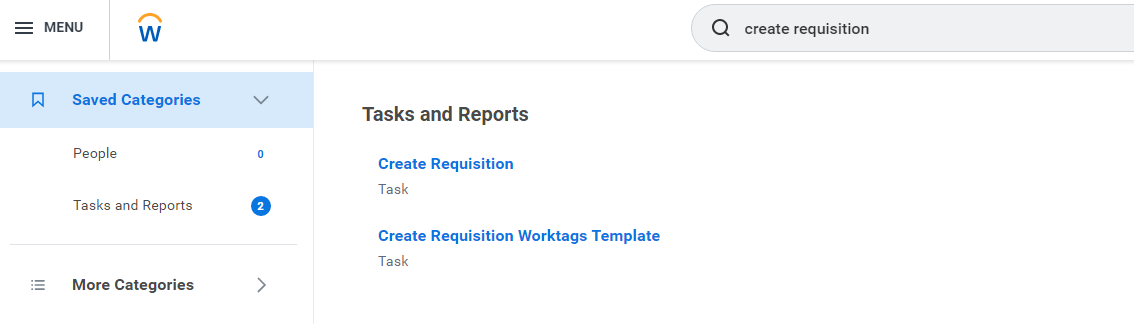 MENU
W
create requisition
Saved Categories
People 0
Tasks and Reports 2
More Categories
Tasks and Reports
Create Requisition
Task
Create Requisition Worktags Template
Task